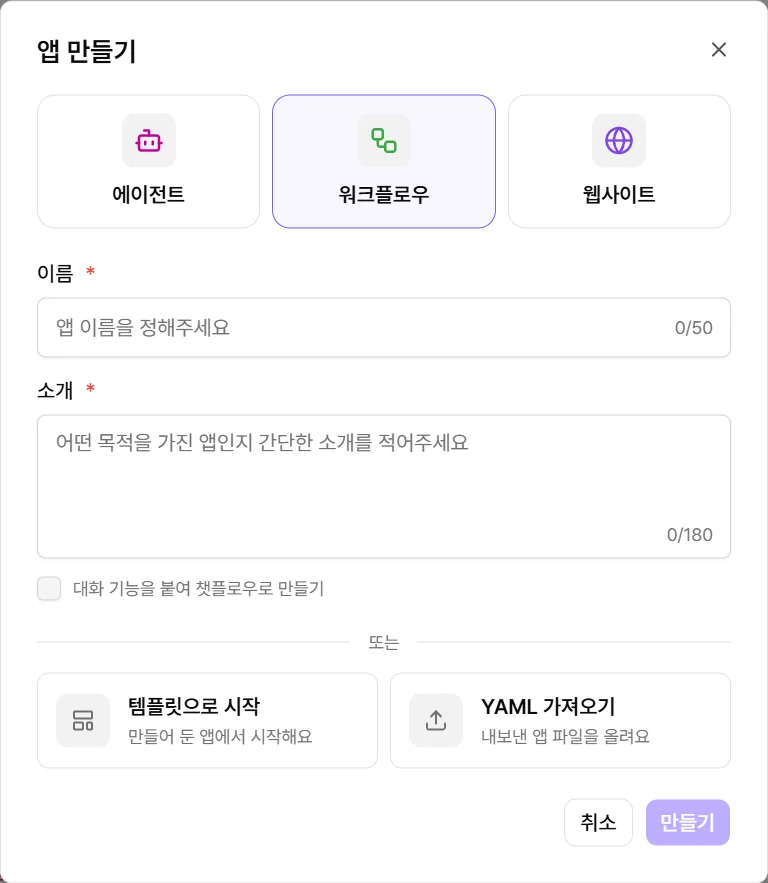 앱 만들기
에이전트
워크플로우
웹사이트
이름 *
앱 이름을 정해주세요
0/50
소개 *
어떤 목적을 가진 앱인지 간단한 소개를 적어주세요
0/180
대화 기능을 붙여 챗플로우로 만들기
또는
템플릿으로 시작
만들어 둔 앱에서 시작해요
YAML 가져오기
내보낸 앱 파일을 올려요
취소
만들기